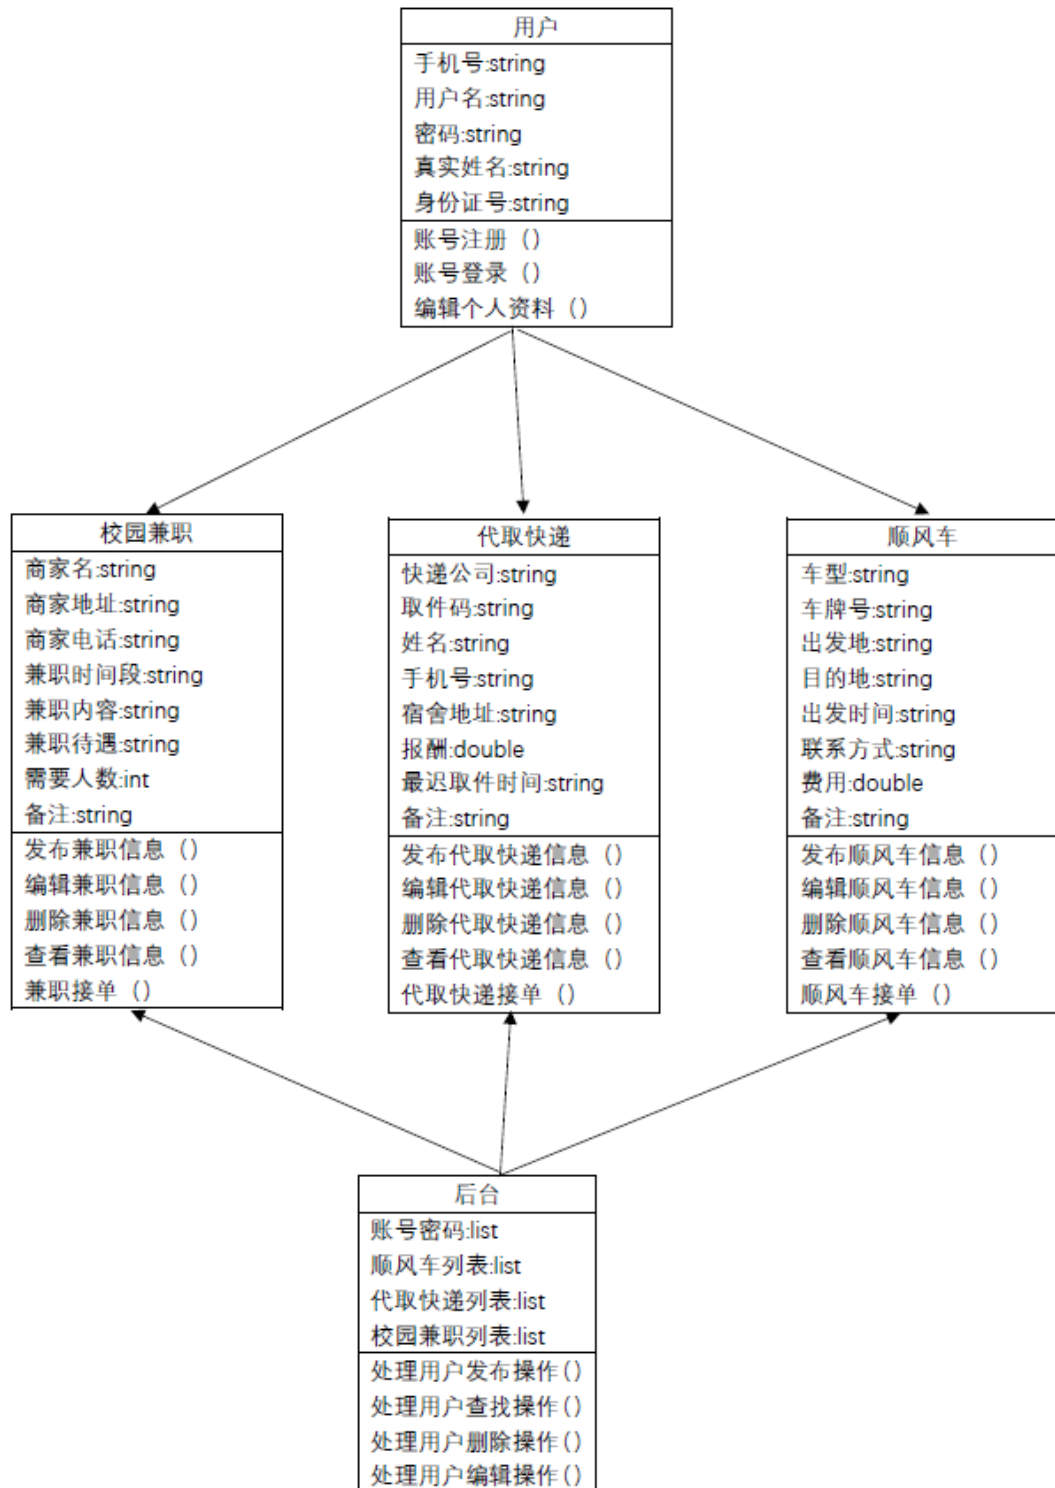 用户
手机号:string
用户名:string
密码:string
真实姓名:string
身份证号:string
账号注册（）
账号登录（）
编辑个人资料（）
校园兼职
商家名:string
商家地址:string
商家电话:string
兼职时间段:string
兼职内容:string
兼职待遇:string
需要人数:int
备注:string
发布兼职信息（）
编辑兼职信息（）
删除兼职信息（）
查看兼职信息（）
兼职接单（）
代取快递
快递公司:string
取件码:string
姓名:string
手机号:string
宿舍地址:string
报酬:double
最迟取件时间:string
备注:string
发布代取快递信息（）
编辑代取快递信息（）
删除代取快递信息（）
查看代取快递信息（）
代取快递接单（）
顺风车
车型:string
车牌号:string
出发地:string
目的地:string
出发时间:string
联系方式:string
费用:double
备注:string
发布顺风车信息（）
编辑顺风车信息（）
删除顺风车信息（）
查看顺风车信息（）
顺风车接单（）
后台
账号密码:list
顺风车列表:list
代取快递列表:list
校园兼职列表:list
处理用户发布操作()
处理用户查找操作()
处理用户删除操作()
处理用户编辑操作()